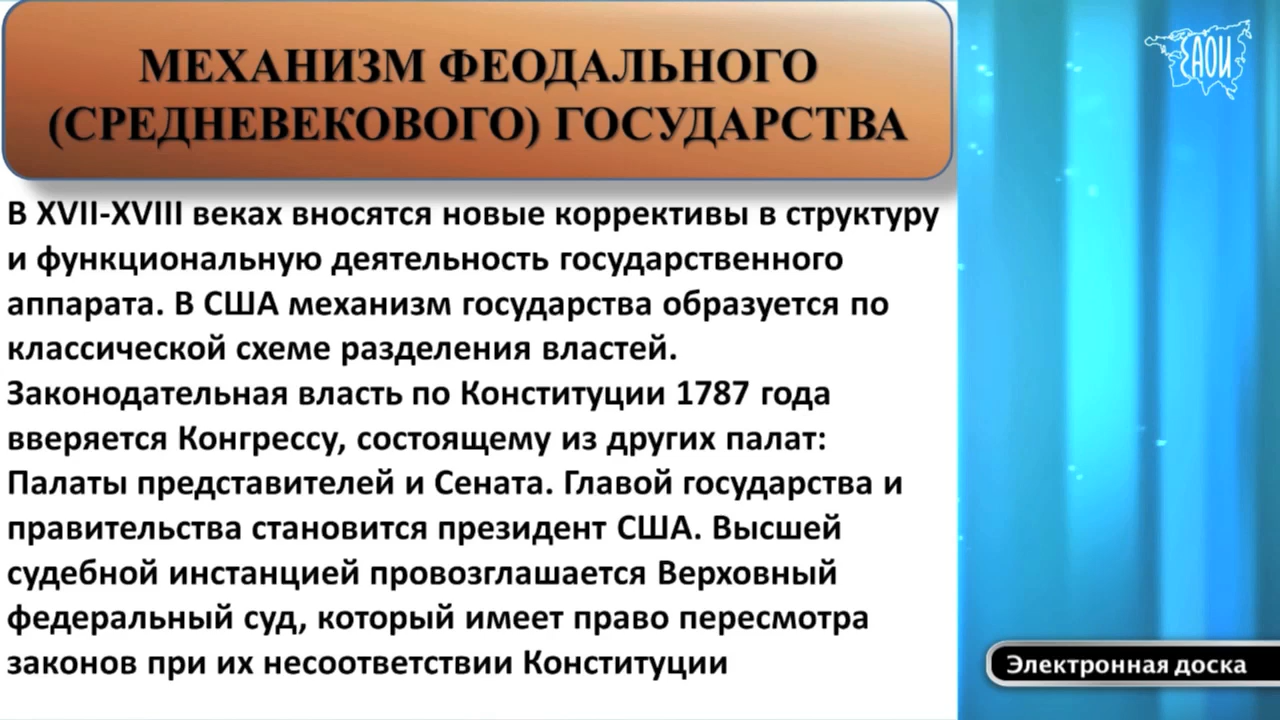 МЕХАНИЗМ ФЕОДАЛЬНОГО
(СРЕДНЕВЕКОВОГО) ГОСУДАРСТВА
ЕАОИ
В XVII-XVIII веках вносятся новые коррективы в структуру
и функциональную деятельность государственного
аппарата. В США механизм государства образуется по
классической схеме разделения властей.
Законодательная власть по Конституции 1787 года
вверяется Конгрессу, состоящему из других палат:
Палаты представителей и Сената. Главой государства и
правительства становится президент США. Высшей
судебной инстанцией провозглашается Верховный
федеральный суд, который имеет право пересмотра
законов при их несоответствии Конституции
Электронная доска